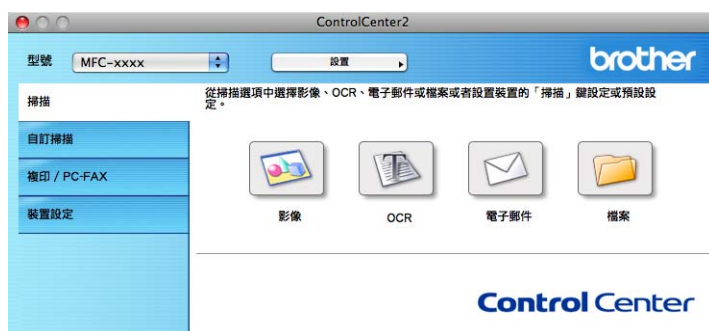 ControlCenter2
型號 MFC-xxxx 設置 brother
掃描
從掃描選項中選擇影像、OCR、電子郵件或檔案或者設置裝置的「掃描」鍵設定或預設設
定。
自訂掃描
複印 / PC-FAX
裝置設定
影像 OCR 電子郵件 檔案
Control Center